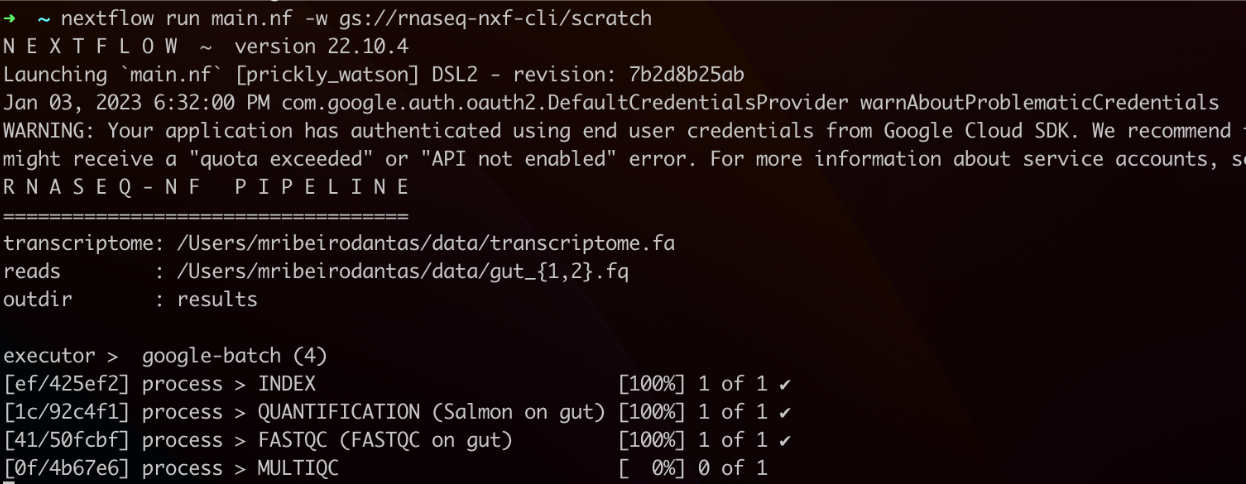 ➜ ~ nextflow run main.nf -w gs://rnaseq-nxf-cli/scratch
N E X T F L O W ~ version 22.10.4
Launching `main.nf` [prickly_watson] DSL2 - revision: 7b2d8b25ab
Jan 03, 2023 6:32:00 PM com.google.auth.oauth2.DefaultCredentialsProvider warnAboutProblematicCredentials
WARNING: Your application has authenticated using end user credentials from Google Cloud SDK. We recommend
might receive a "quota exceeded" or "API not enabled" error. For more information about service accounts,
R N A S E Q - N F P I P E L I N E
===================================
transcriptome: /Users/mribeirodantas/data/transcriptome.fa
reads : /Users/mribeirodantas/data/gut_{1,2}.fq
outdir : results
executor > google-batch (4)
[ef/425ef2] process > INDEX [100%] 1 of 1 ✔
[1c/92c4f1] process > QUANTIFICATION (Salmon on gut) [100%] 1 of 1 ✔
[41/50fcbf] process > FASTQC (FASTQC on gut) [100%] 1 of 1 ✔
[0f/4b67e6] process > MULTIQC [ 0%] 0 of 1